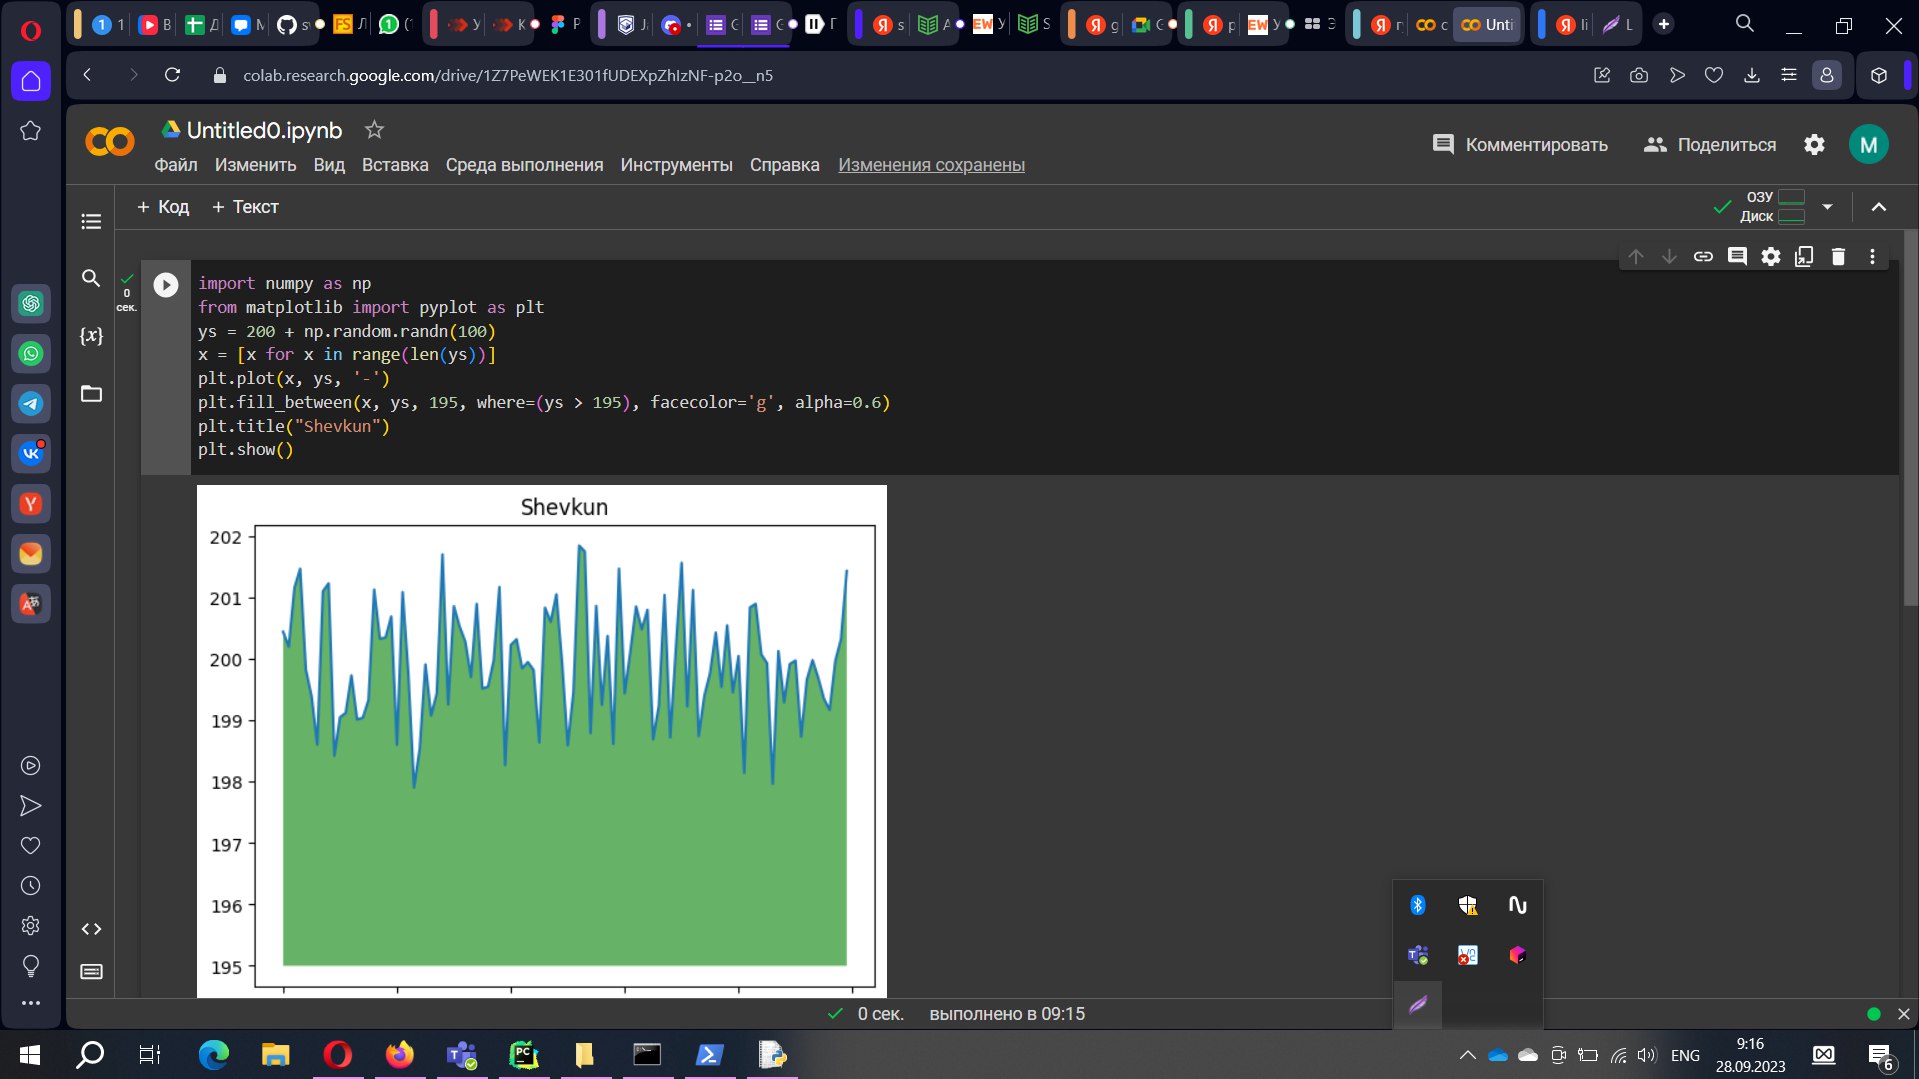 colab.research.google.com/drive/1Z7PeWEK1E301fUDEXpZhIzNF-p2o__n5
Untitled0.ipynb
Комментировать
Поделиться
M
Файл Изменить Вид Вставка Среда выполнения Инструменты Справка Изменения сохранены
+ Код + Текст
ОЗУ
Диск
0
сек.
{x}
import numpy as np
from matplotlib import pyplot as plt
ys = 200 + np.random.randn(100)
x = [x for x in range(len(ys))]
plt.plot(x, ys, '-')
plt.fill_between(x, ys, 195, where=(ys > 195), facecolor='g', alpha=0.6)
plt.title("Shevkun")
plt.show()
Shevkun
202
201
200
199
198
197
196
195
0 сек. выполнено в 09:15
ENG
9:16
28.09.2023
6